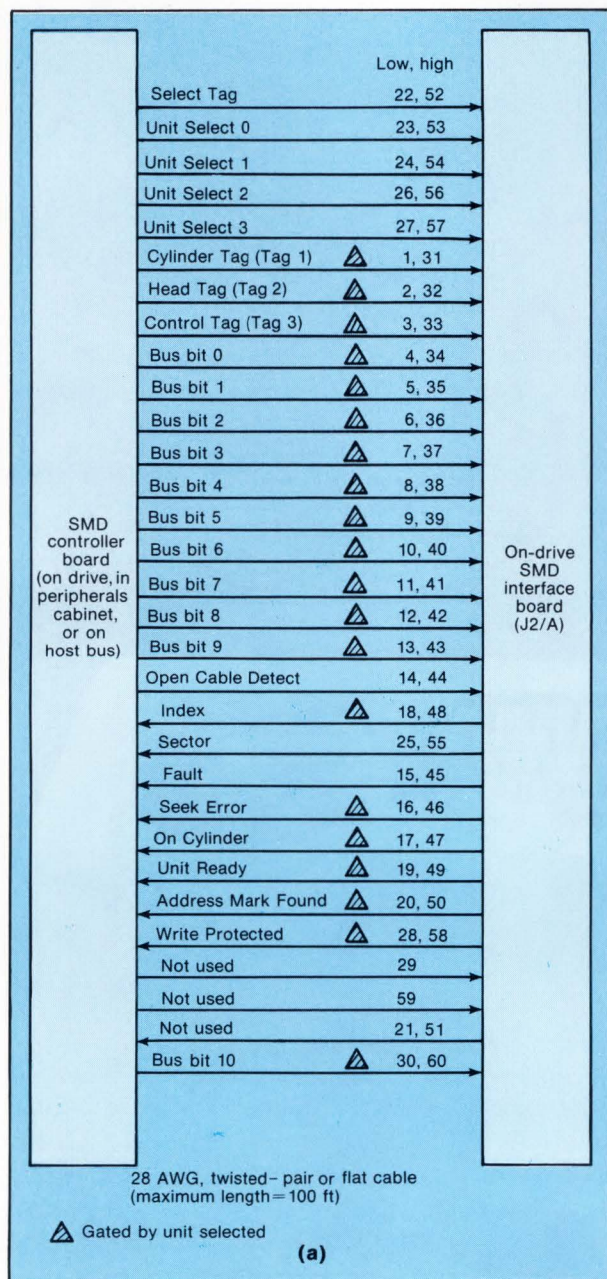 Low, high
Select Tag 22, 52
Unit Select 0 23, 53
Unit Select 1 24, 54
Unit Select 2 26, 56
Unit Select 3 27, 57
Cylinder Tag (Tag 1) 1, 31
Head Tag (Tag 2) 2, 32
Control Tag (Tag 3) 3, 33
Bus bit 0 4, 34
Bus bit 1 5, 35
Bus bit 2 6, 36
Bus bit 3 7, 37
Bus bit 4 8, 38
Bus bit 5 9, 39
Bus bit 6 10, 40
Bus bit 7 11, 41
Bus bit 8 12, 42
Bus bit 9 13, 43
Open Cable Detect 14, 44
Index 18, 48
Sector 25, 55
Fault 15, 45
Seek Error 16, 46
On Cylinder 17, 47
Unit Ready 19, 49
Address Mark Found 20, 50
Write Protected 28, 58
Not used 29
Not used 59
Not used 21, 51
Bus bit 10 30, 60
SMD
controller
board
(on drive, in
peripherals
cabinet,
or on
host bus)
On-drive
SMD
interface
board
(J2/A)
28 AWG, twisted-pair or flat cable
(maximum length=100 ft)
Gated by unit selected
(a)